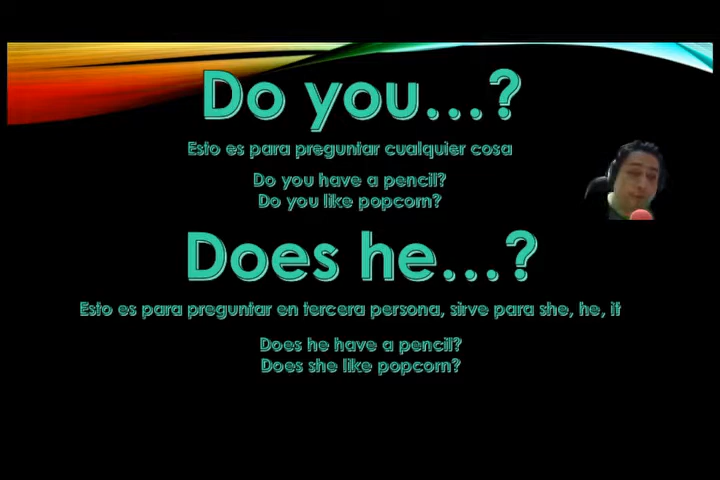 Do you...?
Esto es para preguntar cualquier cosa
Do you have a pencil?
Do you like popcorn?
Does he...?
Esto es para preguntar en tercera persona, sirve para she, he, it
Does he have a pencil?
Does she like popcorn?